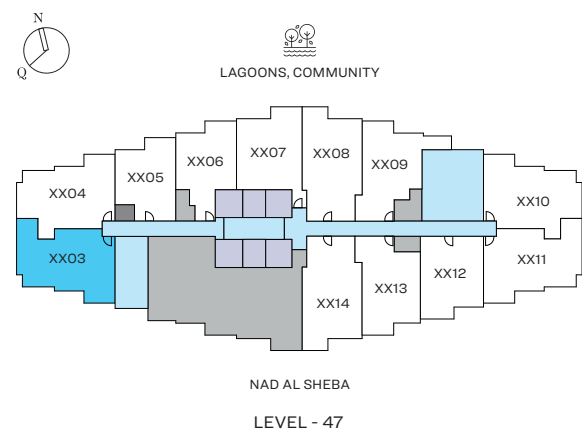 N
Q
LAGOONS, COMMUNITY
XX07
XX08
XX06
XX09
XX05
XX04
XX10
XX03
XX11
XX12
XX13
XX14
NAD AL SHEBA
LEVEL - 47